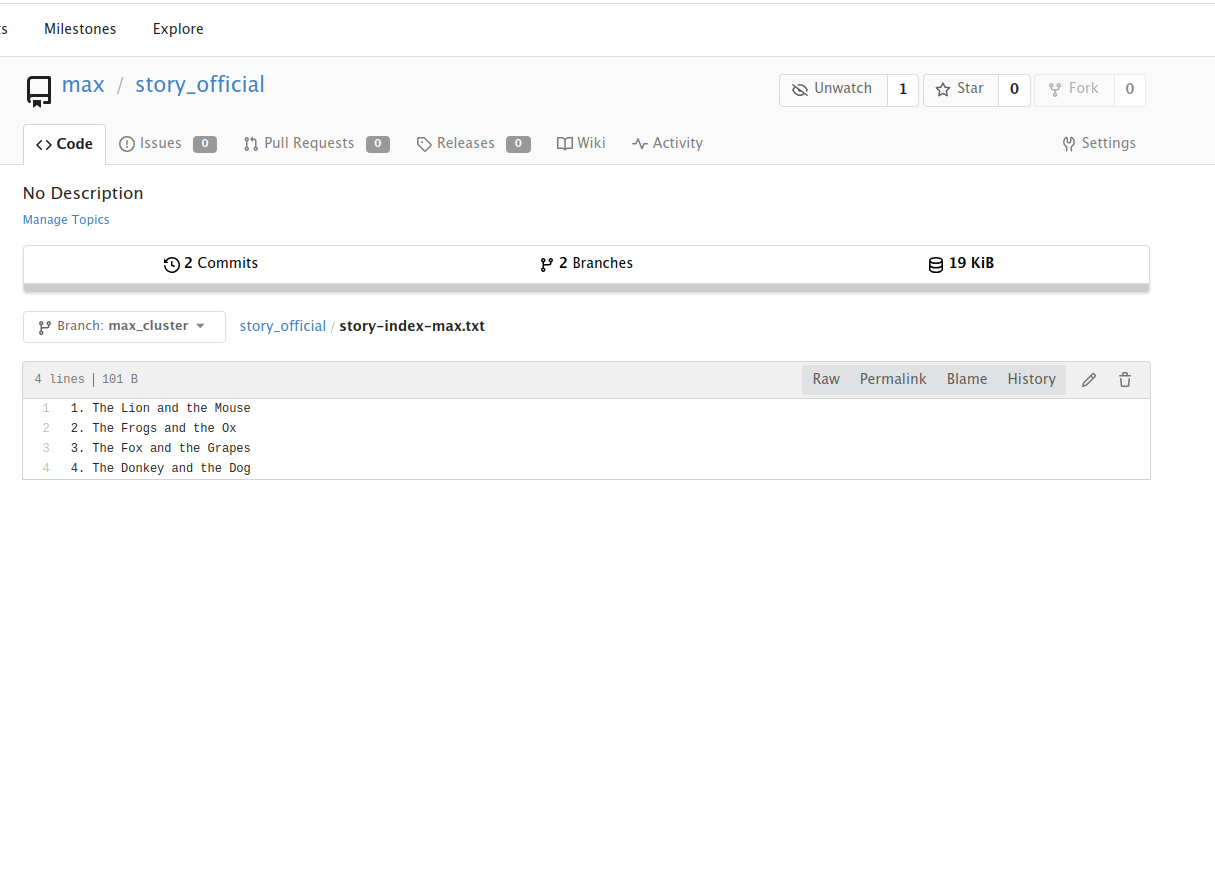 Milestones Explore
max / story_official
Unwatch 1 Star 0 Fork 0
Code Issues 0 Pull Requests 0 Releases 0 Wiki Activity Settings
No Description
Manage Topics
2 Commits 2 Branches 19 KiB
Branch: max_cluster story_official / story-index-max.txt
4 lines | 101 B Raw Permalink Blame History
1 1. The Lion and the Mouse
2 2. The Frogs and the Ox
3 3. The Fox and the Grapes
4 4. The Donkey and the Dog